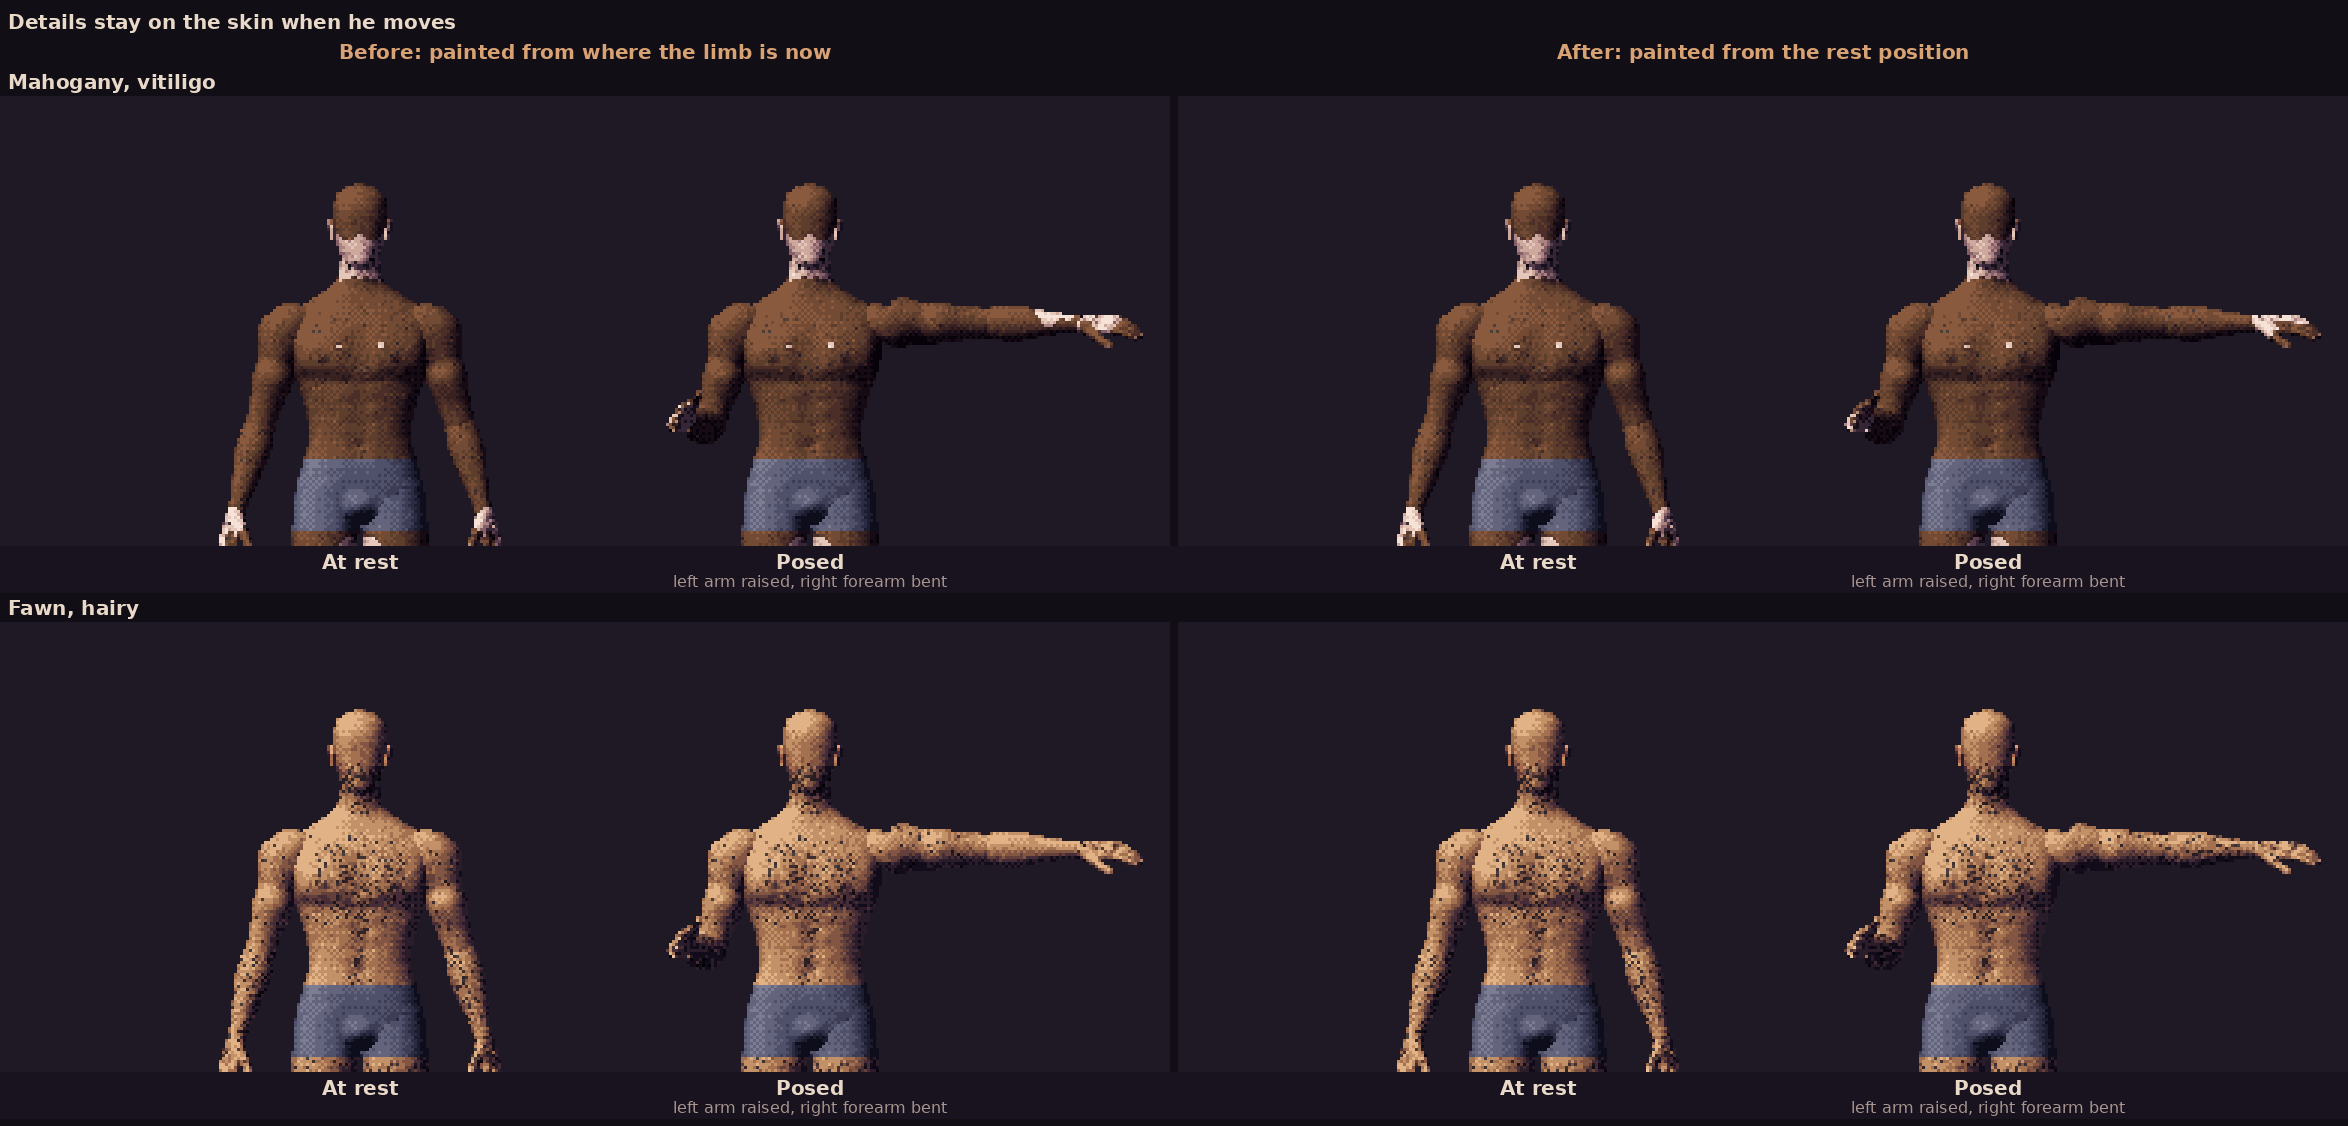 Details stay on the skin when he moves
Before: painted from where the limb is now
After: painted from the rest position
Mahogany, vitiligo
At rest
Posed
left arm raised, right forearm bent
At rest
Posed
left arm raised, right forearm bent
Fawn, hairy
At rest
Posed
left arm raised, right forearm bent
At rest
Posed
left arm raised, right forearm bent